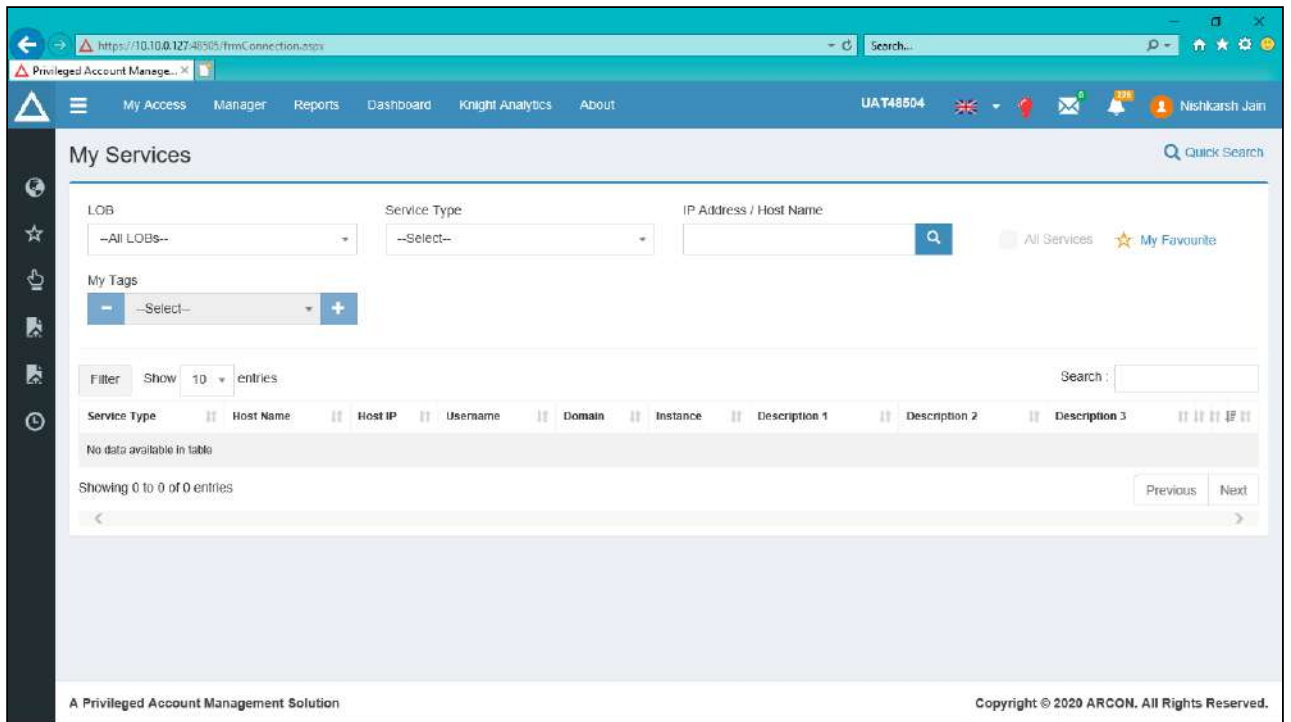 https://10.10.0.127:48505/frmConnection.aspx
Search...
Privileged Account Manage...
My Access Manager Reports Dashboard Knight Analytics About UAT48504 0 Nishkarsh Jain
My Services Quick Search
LOB Service Type IP Address / Host Name
--All LOBs-- --Select-- All Services My Favourite
My Tags
--Select--
Filter Show 10 entries Search :
Service Type Host Name Host IP Username Domain Instance Description 1 Description 2 Description 3
No data available in table
Showing 0 to 0 of 0 entries Previous Next
A Privileged Account Management Solution Copyright © 2020 ARCON. All Rights Reserved.